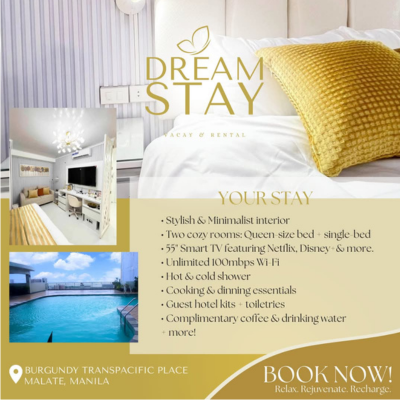 DREAM
STAY
VACAY & RENTAL
YOUR STAY
• Stylish & Minimalist interior
• Two cozy rooms: Queen-size bed + single-bed
• 55" Smart TV featuring Netflix, Disney+ & more.
• Unlimited 100mbps Wi-Fi
• Hot & cold shower
• Cooking & dinning essentials
• Guest hotel kits + toiletries
• Complimentary coffee & drinking water
+ more!
BURGUNDY TRANSPACIFIC PLACE
MALATE, MANILA
BOOK NOW!
Relax. Rejuvenate. Recharge.